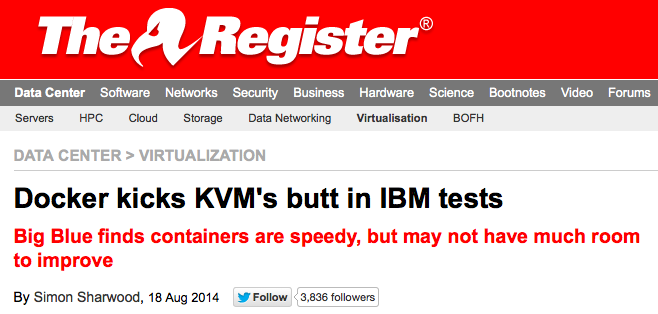 The Register®
Data Center Software Networks Security Business Hardware Science Bootnotes Video Forums
Servers HPC Cloud Storage Data Networking Virtualisation BOFH
DATA CENTER > VIRTUALIZATION
Docker kicks KVM's butt in IBM tests
Big Blue finds containers are speedy, but may not have much room
to improve
By Simon Sharwood, 18 Aug 2014 Follow 3,836 followers